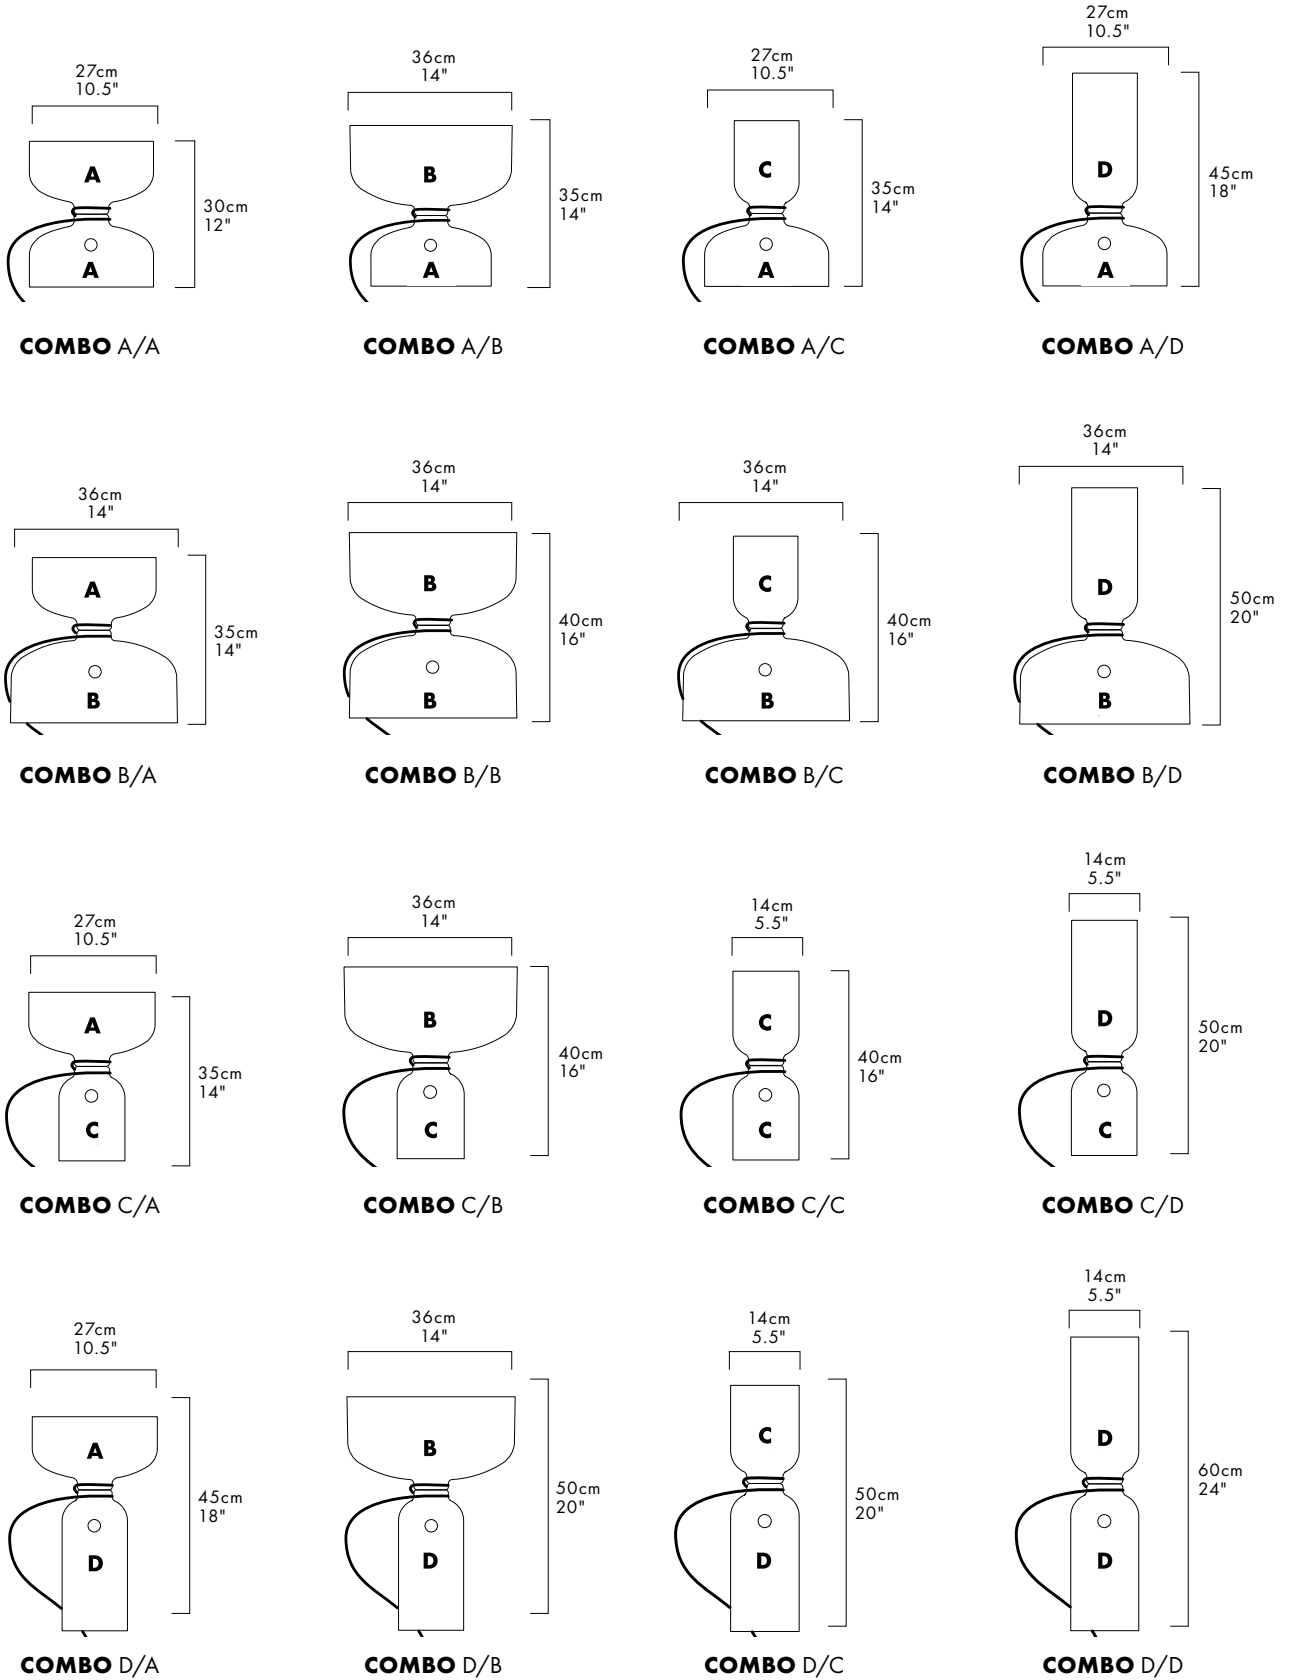 27cm
10.5"
A
30cm
12"
A
COMBO A/A
36cm
14"
B
35cm
14"
A
COMBO A/B
27cm
10.5"
C
35cm
14"
A
COMBO A/C
27cm
10.5"
D
45cm
18"
A
COMBO A/D
36cm
14"
A
35cm
14"
B
COMBO B/A
36cm
14"
B
40cm
16"
B
COMBO B/B
36cm
14"
C
40cm
16"
B
COMBO B/C
36cm
14"
D
50cm
20"
B
COMBO B/D
27cm
10.5"
A
35cm
14"
C
COMBO C/A
36cm
14"
B
40cm
16"
C
COMBO C/B
14cm
5.5"
C
40cm
16"
C
COMBO C/C
14cm
5.5"
D
50cm
20"
C
COMBO C/D
27cm
10.5"
A
45cm
18"
D
COMBO D/A
36cm
14"
B
50cm
20"
D
COMBO D/B
14cm
5.5"
C
50cm
20"
D
COMBO D/C
14cm
5.5"
D
60cm
24"
D
COMBO D/D